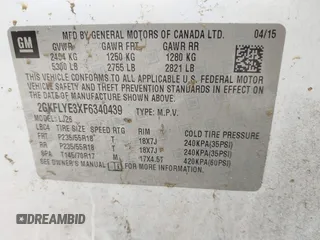 GM
MFD BY GENERAL MOTORS OF CANADA LTD. 04/15
GVWR GAWR FRT GAWR RR
2404 KG 1250 KG 1280 KG
5300 LB 2755 LB 2821 LB
THIS VEHICLE CONFORMS TO ALL APPLICABLE U.S. FEDERAL MOTOR
VEHICLE SAFETY AND THEFT PREVENTION STANDARDS IN EFFECT ON
THE DATE OF MANUFACTURE SHOWN ABOVE.
2GKFLYE3XF6340439 TYPE: M.P.V.
MODEL: LJ26
TIRE SIZE SPEED RTG RIM COLD TIRE PRESSURE
FRT P235/55R18 T 18X7J 240KPA(35PSI)
RR P235/55R18 T 18X7J 240KPA(35PSI)
SPA T145/70R17 M 17X4.5T 420KPA(60PSI)
SEE OWNER'S MANUAL FOR MORE INFORMATION.
DRIVERSIDE.COM